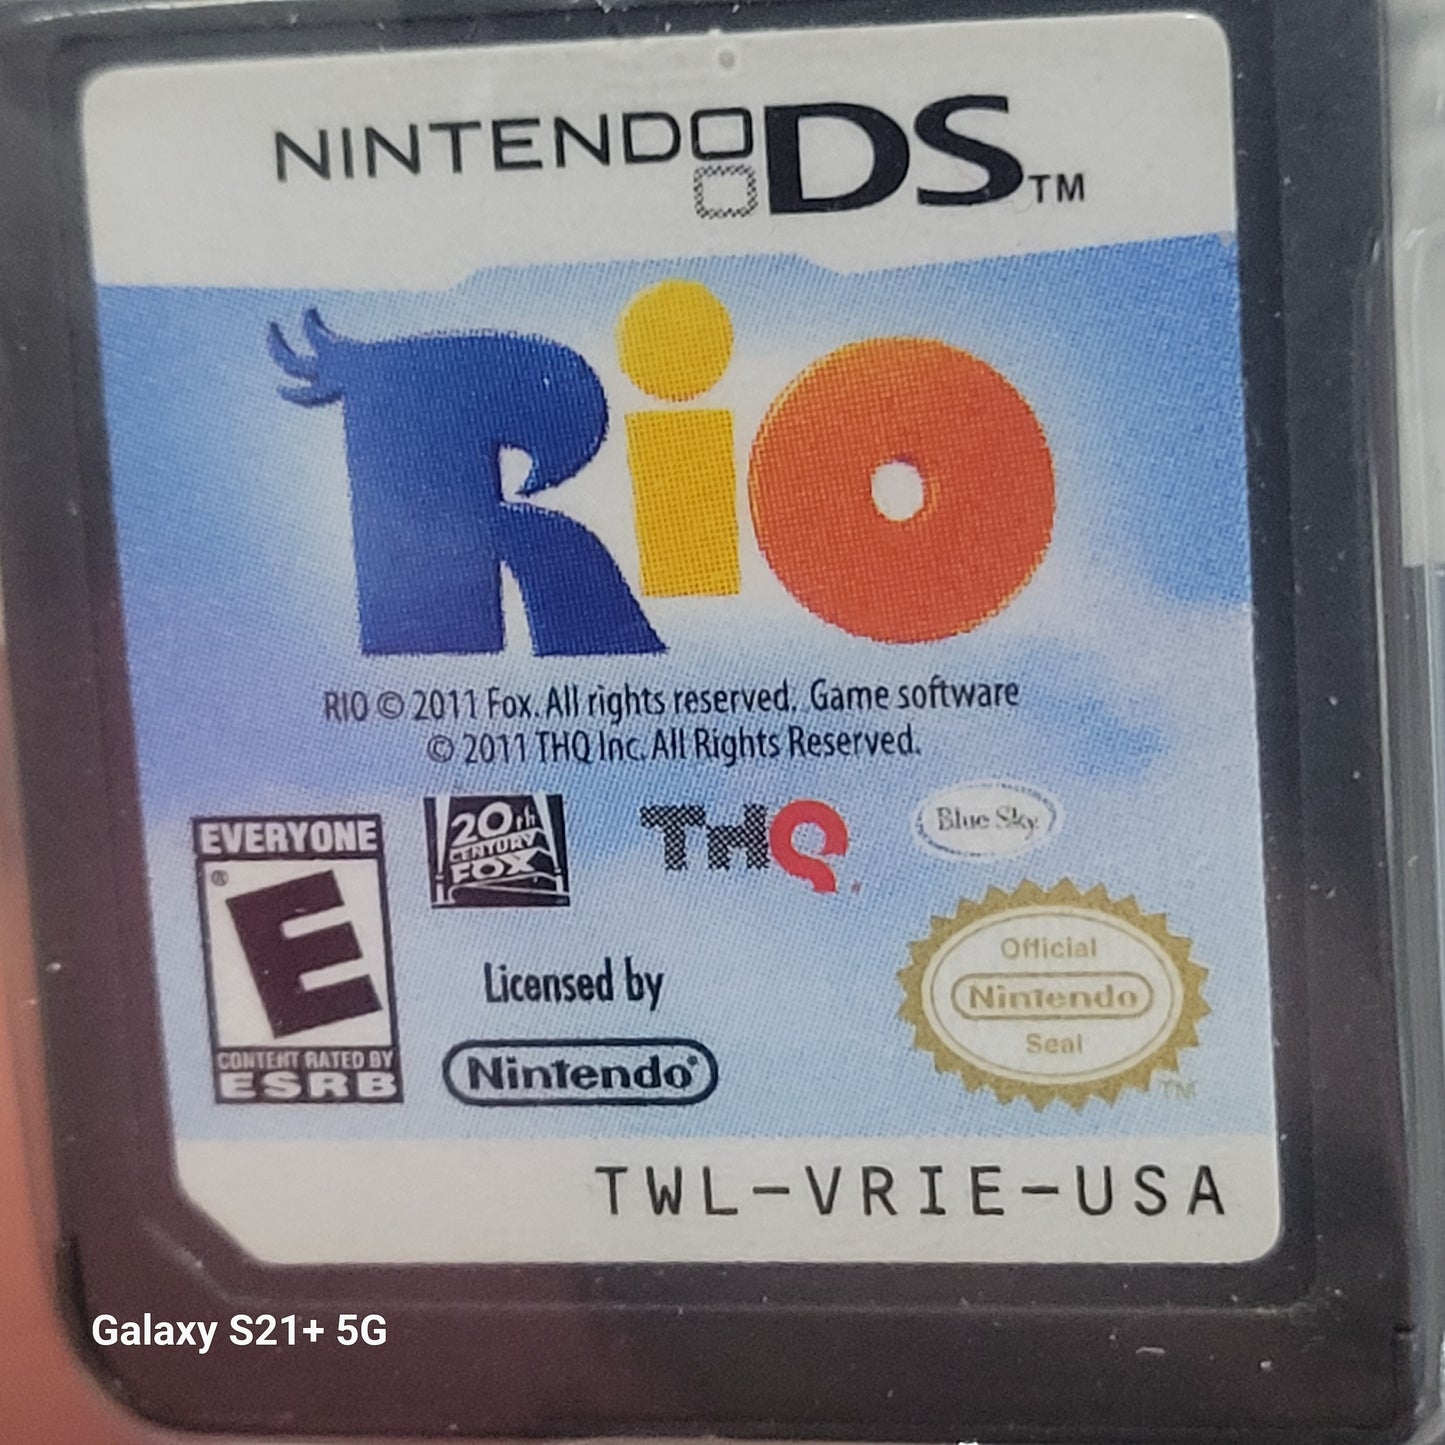 NINTENDO DS™
RiO
RIO © 2011 Fox. All rights reserved. Game software
© 2011 THQ Inc. All Rights Reserved.
EVERYONE
®
E
CONTENT RATED BY
ESRB
20th
CENTURY
FOX
THQ
Blue Sky
Licensed by
Nintendo®
Official
Nintendo
Seal
TM
TWL-VRIE-USA
Galaxy S21+ 5G